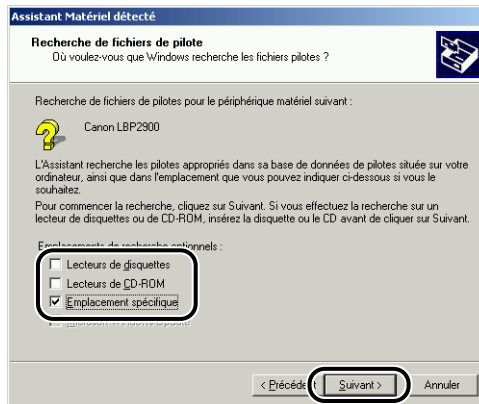 Assistant Matériel détecté
Recherche de fichiers de pilote
Où voulez-vous que Windows recherche les fichiers pilotes ?
Recherche de fichiers de pilotes pour le périphérique matériel suivant :
Canon LBP2900
L'Assistant recherche les pilotes appropriés dans sa base de données de pilotes située sur votre
ordinateur, ainsi que dans l'emplacement que vous pouvez indiquer ci-dessous si vous le
souhaitez.
Pour commencer la recherche, cliquez sur Suivant. Si vous effectuez la recherche sur un
lecteur de disquettes ou de CD-ROM, insérez la disquette ou le CD avant de cliquer sur Suivant.
Emplacements de recherche optionnels :
Lecteurs de disquettes
Lecteurs de CD-ROM
Emplacement spécifique
Microsoft Windows Update
< Précédent Suivant > Annuler